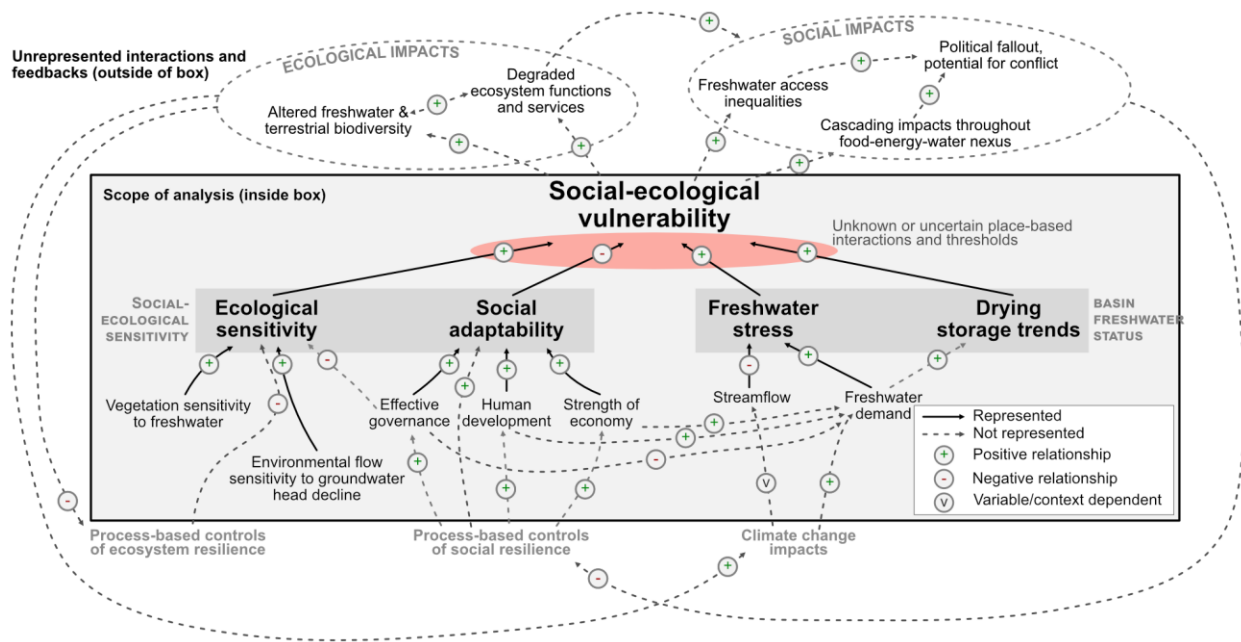 Unrepresented interactions and
feedbacks (outside of box)
ECOLOGICAL IMPACTS
SOCIAL IMPACTS
Degraded
ecosystem functions
and services
Altered freshwater &
terrestrial biodiversity
Freshwater access
inequalities
Political fallout,
potential for conflict
Cascading impacts throughout
food-energy-water nexus
+
+
+
+
+
+
+
+
Scope of analysis (inside box)
Social-ecological
vulnerability
Unknown or uncertain place-based
interactions and thresholds
+
-
+
+
SOCIAL-
ECOLOGICAL
SENSITIVITY
Ecological
sensitivity
Social
adaptability
Freshwater
stress
Drying
storage trends
BASIN
FRESHWATER
STATUS
+
+
-
-
+
+
+
+
-
+
+
Vegetation sensitivity
to freshwater
Effective
governance
Human
development
Strength of
economy
Streamflow
Freshwater
demand
Environmental flow
sensitivity to groundwater
head decline
+
+
-
+
+
+
v
+
Represented
Not represented
+ Positive relationship
- Negative relationship
v Variable/context dependent
-
Process-based controls
of ecosystem resilience
Process-based controls
of social resilience
Climate change
impacts
+
-